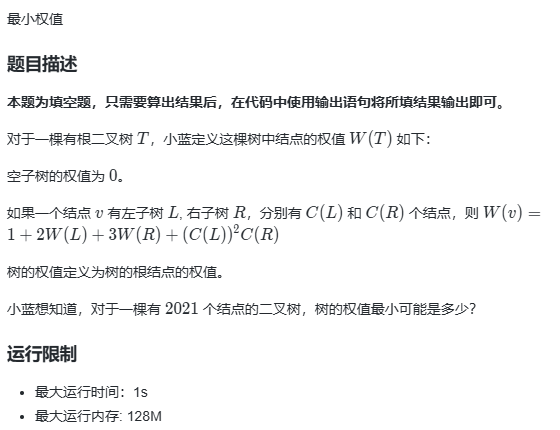 最小权值
题目描述
本题为填空题，只需要算出结果后，在代码中使用输出语句将所填结果输出即可。
对于一棵有根二叉树 T，小蓝定义这棵树中结点的权值 W(T) 如下：
空子树的权值为 0。
如果一个结点 v 有左子树 L, 右子树 R，分别有 C(L) 和 C(R) 个结点，则 W(v) =
1 + 2W(L) + 3W(R) + (C(L))²C(R)
树的权值定义为树的根结点的权值。
小蓝想知道，对于一棵有 2021 个结点的二叉树，树的权值最小可能是多少？
运行限制
• 最大运行时间：1s
• 最大运行内存: 128M